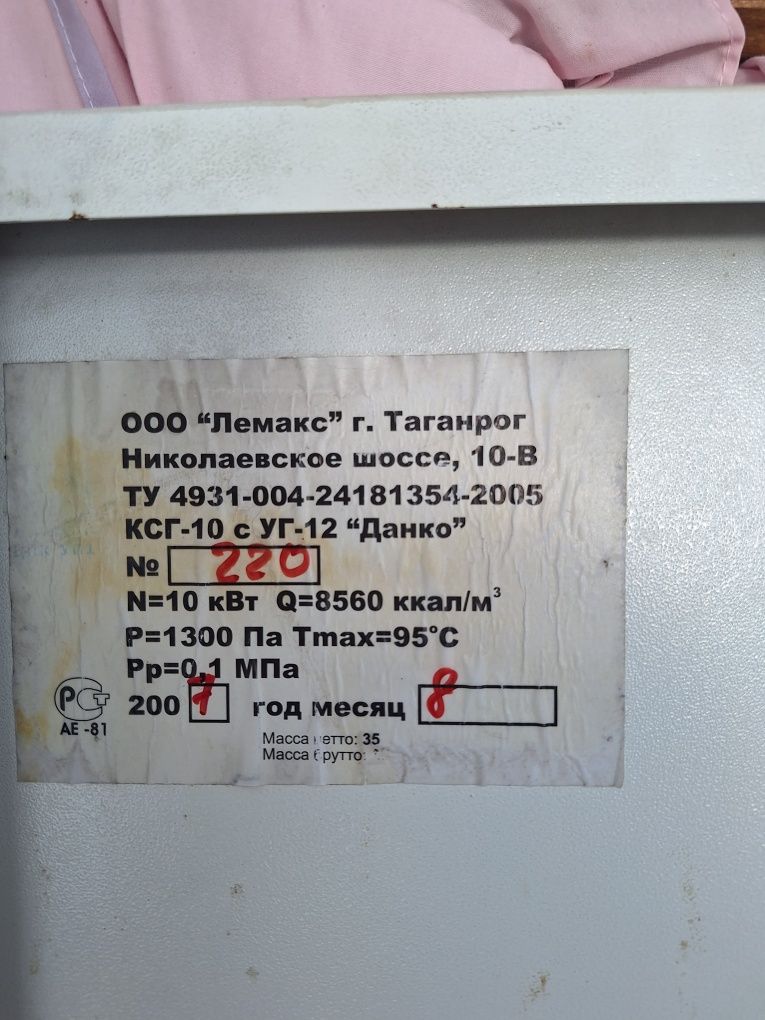 ООО “Лемакс” г. Таганрог
Николаевское шоссе, 10-В
ТУ 4931-004-24181354-2005
КСГ-10 с УГ-12 “Данко”
№ 220
N=10 кВт Q=8560 ккал/м³
Р=1300 Па Tmax=95°C
Рр=0,1 МПа
200 7 год месяц 8
РСТ
АЕ -81
Масса нетто: 35
Масса брутто: